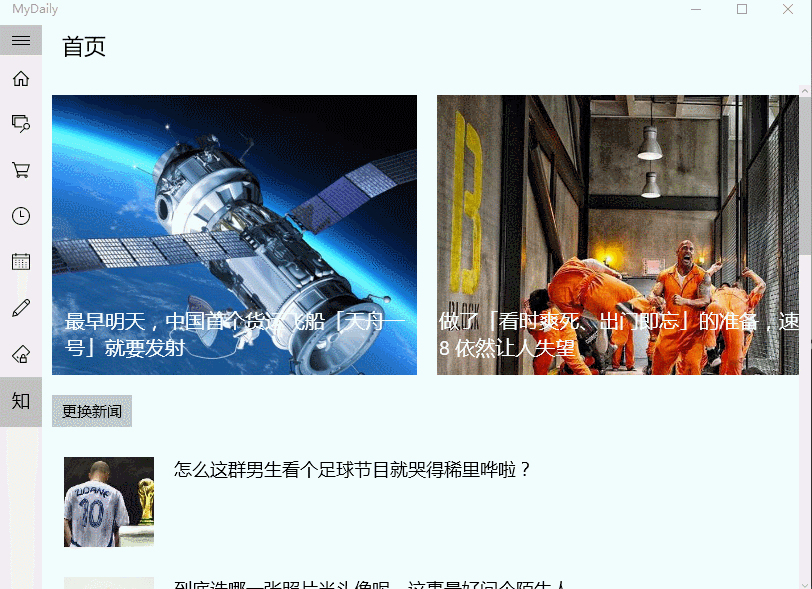 MyDaily
首页
B
BLOCK
最早明天，中国首个货运飞船「天舟一
号」就要发射
做了「看时爽死、出门即忘」的准备，速
8 依然让人失望
知
更换新闻
ZIDANE
10
怎么这群男生看个足球节目就哭得稀里哗啦？
到底选哪一张照片当头像呢，这事最好问个陌生人